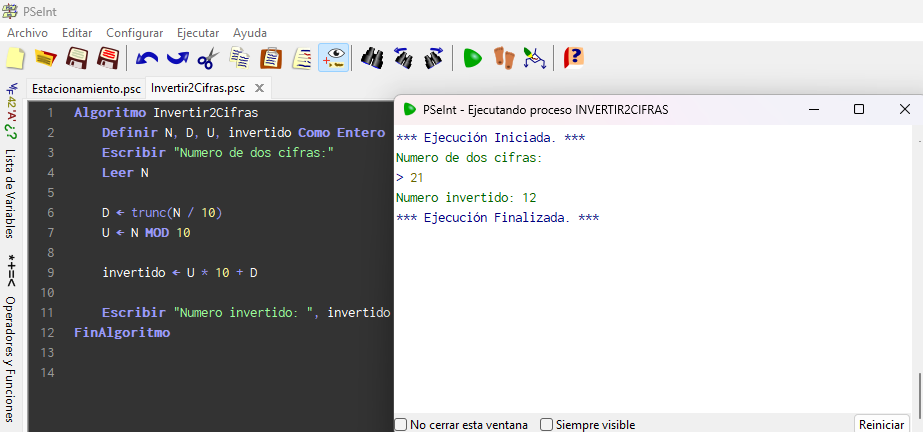 PSeInt
Archivo Editar Configurar Ejecutar Ayuda
Estacionamiento.psc Invertir2Cifras.psc
Lista de Variables
*+=<
Operadores y Funciones
1 Algoritmo Invertir2Cifras
2 Definir N, D, U, invertido Como Entero
3 Escribir "Numero de dos cifras:"
4 Leer N
5
6 D ← trunc(N / 10)
7 U ← N MOD 10
8
9 invertido ← U * 10 + D
10
11 Escribir "Numero invertido: ", invertido
12 FinAlgoritmo
13
14
PSeInt - Ejecutando proceso INVERTIR2CIFRAS
*** Ejecución Iniciada. ***
Numero de dos cifras:
> 21
Numero invertido: 12
*** Ejecución Finalizada. ***
No cerrar esta ventana Siempre visible Reiniciar